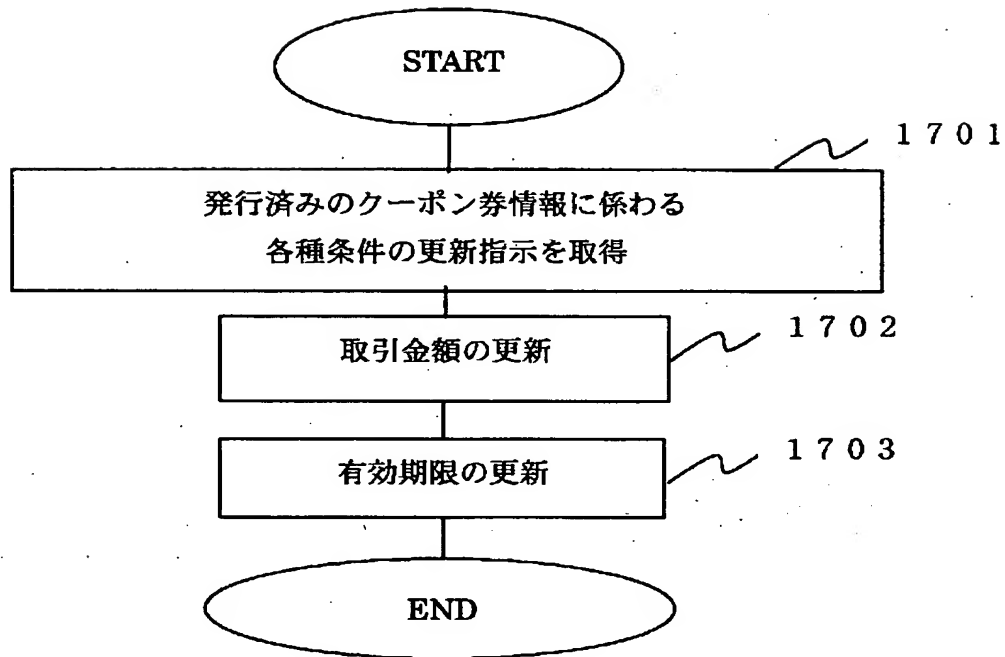 START
1701
発行済みのクーポン券情報に係わる
各種条件の更新指示を取得
1702
取引金額の更新
1703
有効期限の更新
END